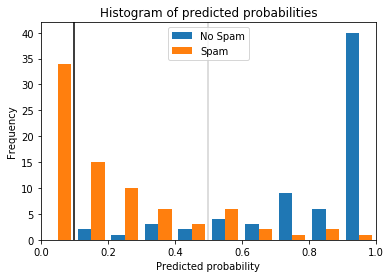 Histogram of predicted probabilities
No Spam
Spam
Frequency
40
35
30
25
20
15
10
5
0
0.0 0.2 0.4 0.6 0.8 1.0
Predicted probability